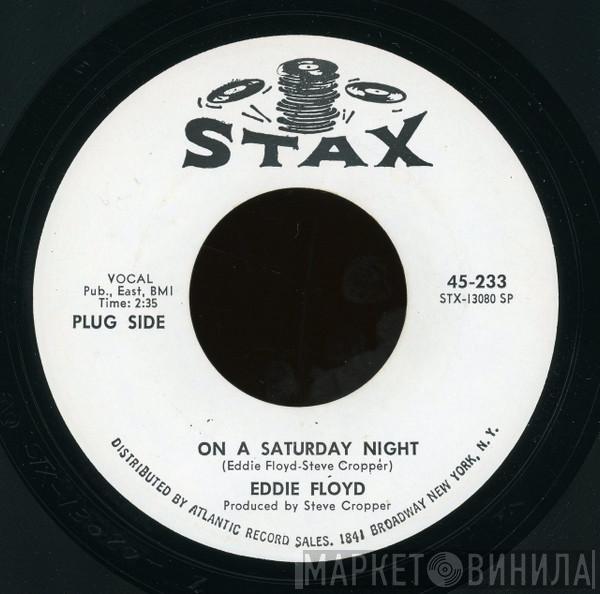 STAX
VOCAL
Pub., East, BMI
Time: 2:35
PLUG SIDE
45-233
STX-13080 SP
ON A SATURDAY NIGHT
(Eddie Floyd-Steve Cropper)
EDDIE FLOYD
Produced by Steve Cropper
DISTRIBUTED BY ATLANTIC RECORD SALES. 1841 BROADWAY NEW YORK, N.Y.
МАРКЕТ ВИНИЛА